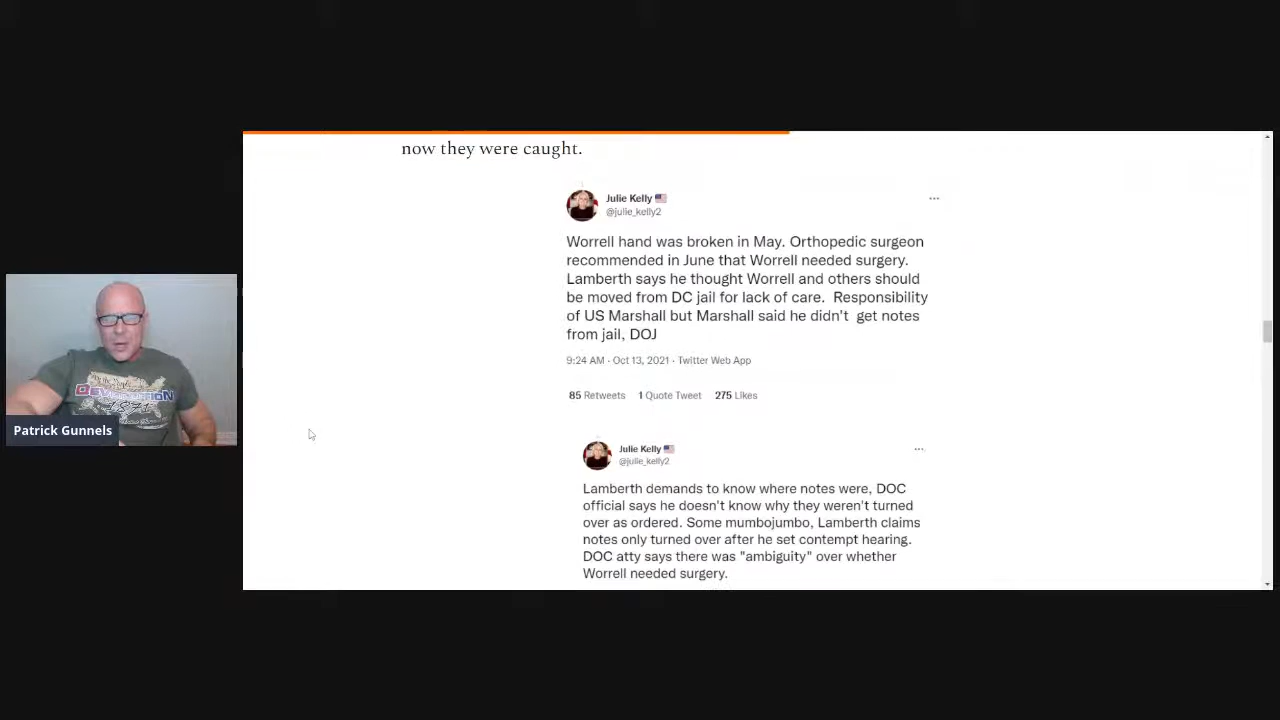 now they were caught.
Julie Kelly
@julie_kelly2
Worrell hand was broken in May. Orthopedic surgeon
recommended in June that Worrell needed surgery.
Lamberth says he thought Worrell and others should
be moved from DC jail for lack of care. Responsibility
of US Marshall but Marshall said he didn't get notes
from jail, DOJ
9:24 AM · Oct 13, 2021 · Twitter Web App
85 Retweets 1 Quote Tweet 275 Likes
Julie Kelly
@julie_kelly2
Lamberth demands to know where notes were, DOC
official says he doesn't know why they weren't turned
over as ordered. Some mumbojumbo, Lamberth claims
notes only turned over after he set contempt hearing.
DOC atty says there was "ambiguity" over whether
Worrell needed surgery.
Patrick Gunnels